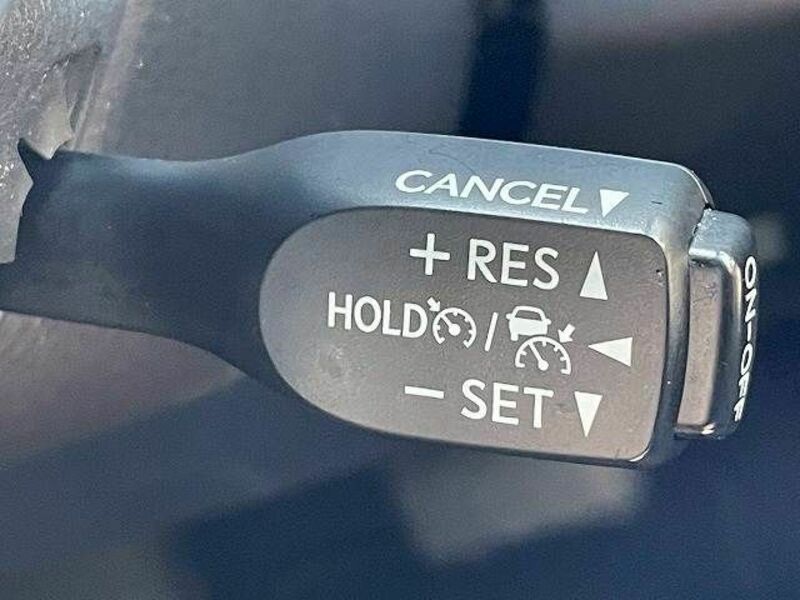 CANCEL
+ RES
HOLD /
- SET
ON-OFF